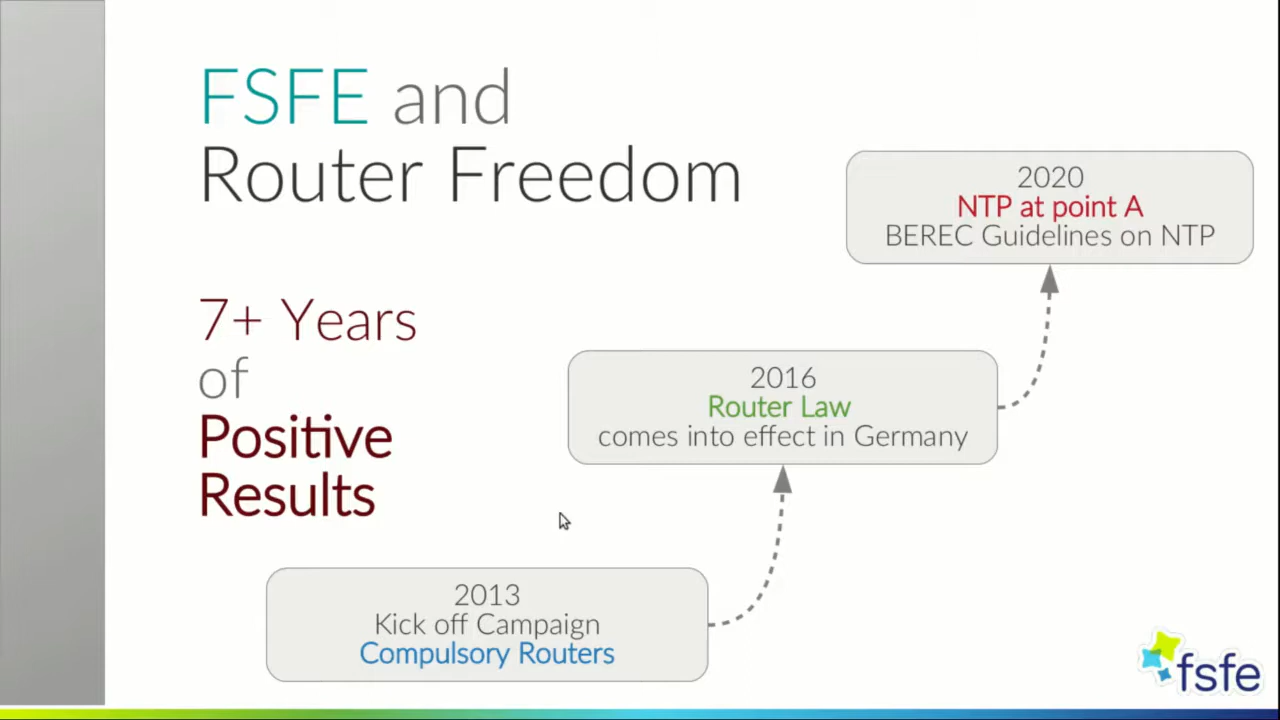 FSFE and
Router Freedom
7+ Years
of
Positive
Results
2020
NTP at point A
BEREC Guidelines on NTP
2016
Router Law
comes into effect in Germany
2013
Kick off Campaign
Compulsory Routers
fsfe